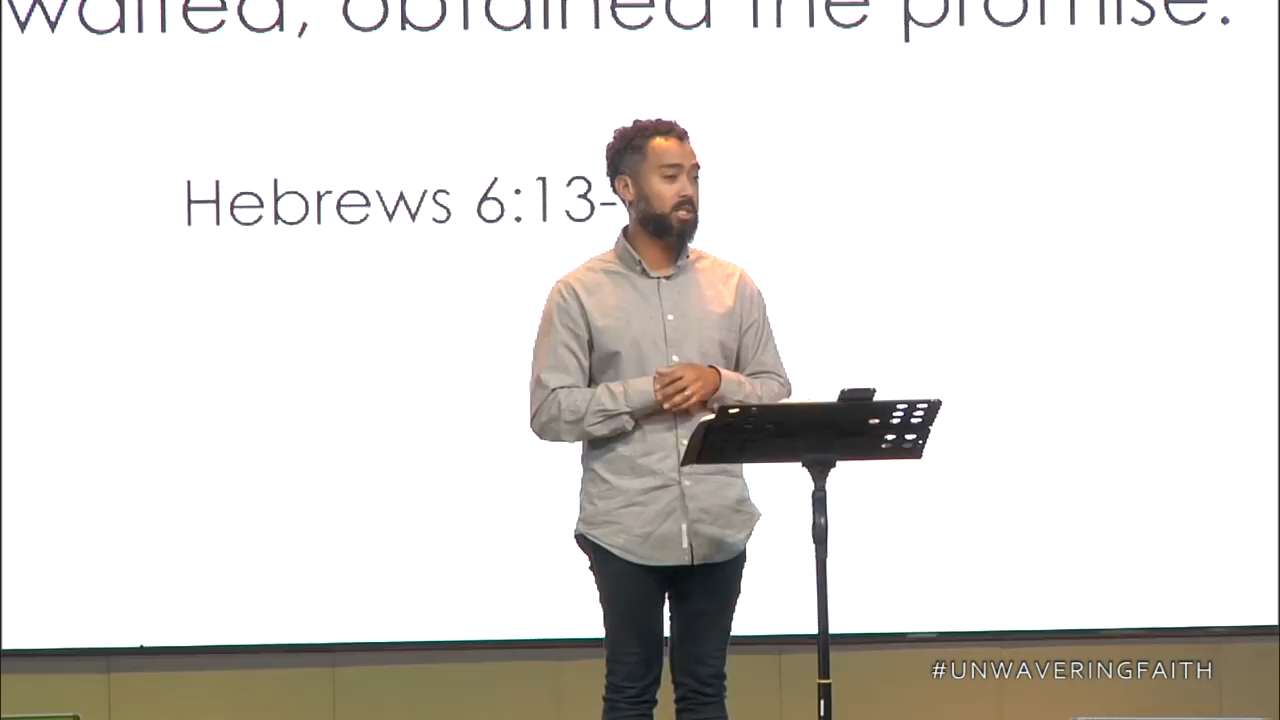 waited, obtained the promise.
Hebrews 6:13-
#UNWAVERINGFAITH